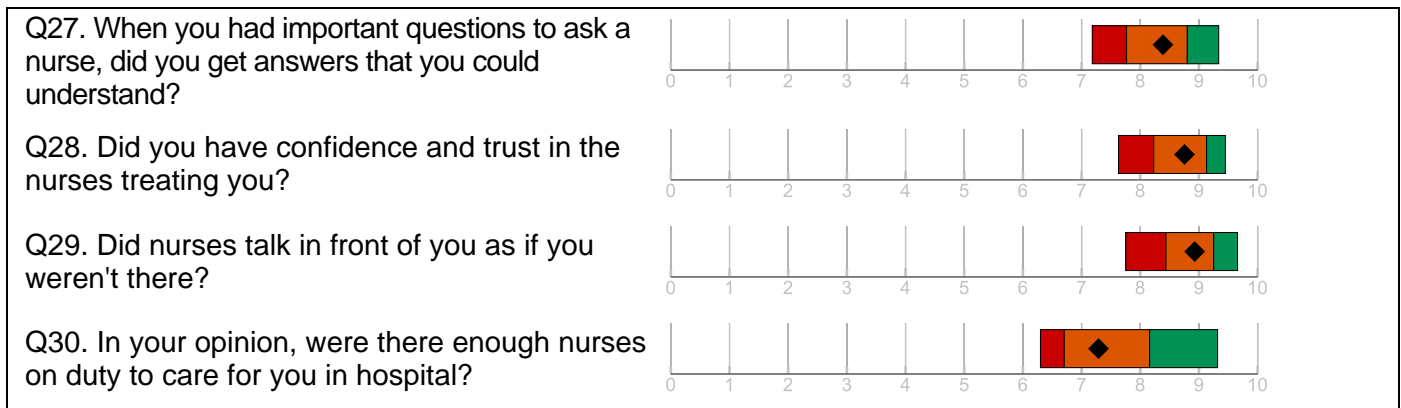 Q27. When you had important questions to ask a
nurse, did you get answers that you could
understand?
0 1 2 3 4 5 6 7 8 9 10
Q28. Did you have confidence and trust in the
nurses treating you?
0 1 2 3 4 5 6 7 8 9 10
Q29. Did nurses talk in front of you as if you
weren't there?
0 1 2 3 4 5 6 7 8 9 10
Q30. In your opinion, were there enough nurses
on duty to care for you in hospital?
0 1 2 3 4 5 6 7 8 9 10